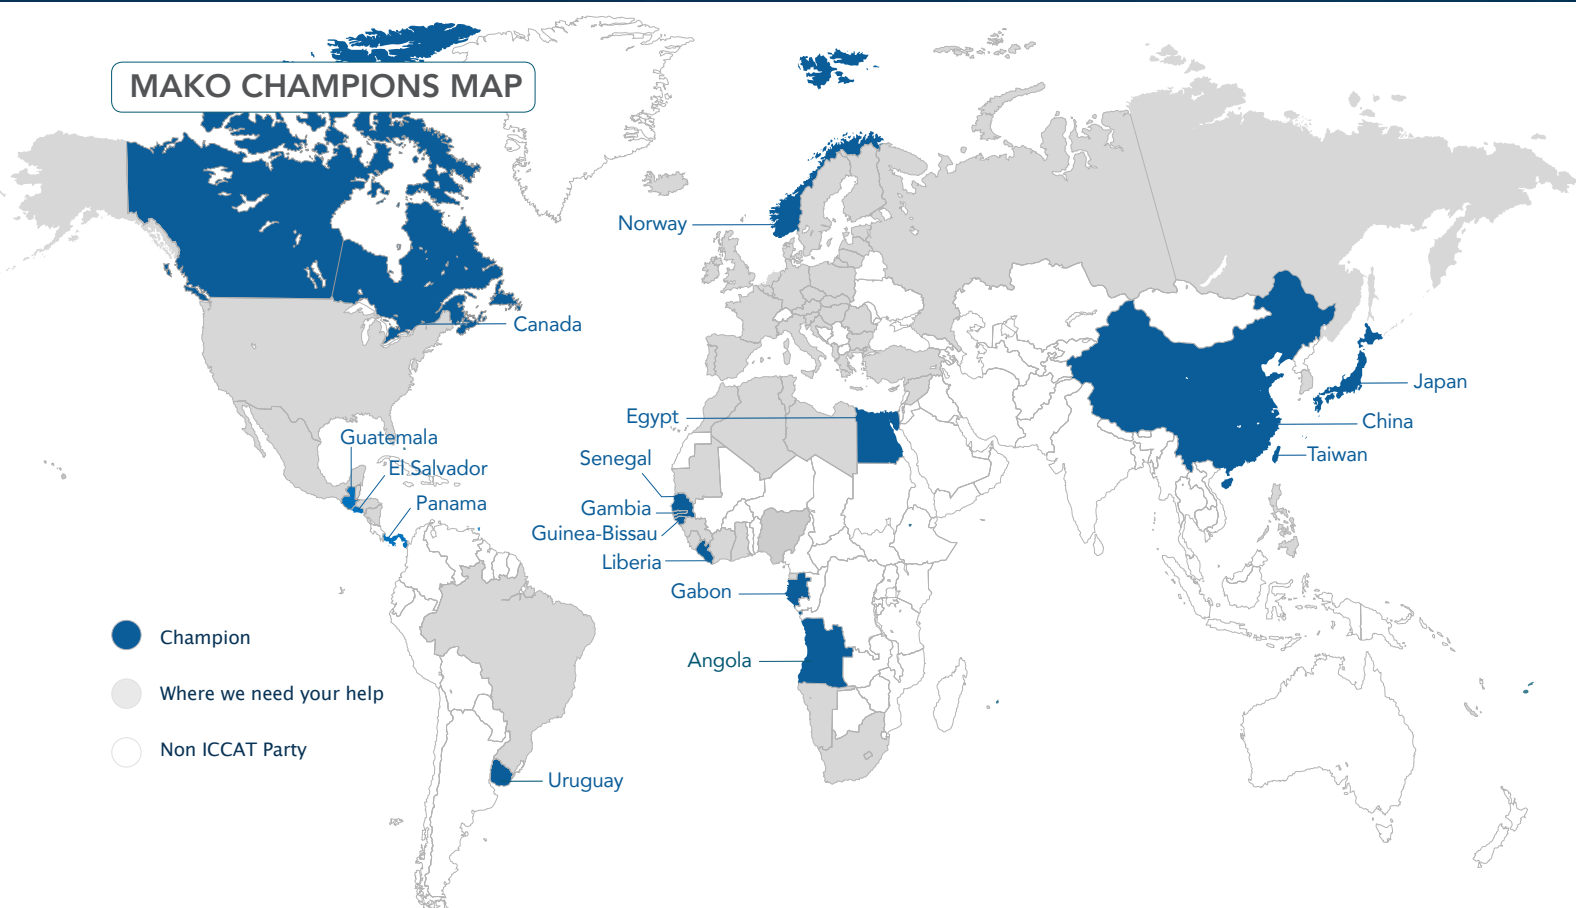 MAKO CHAMPIONS MAP
Norway
Canada
Japan
Egypt
China
Guatemala
Taiwan
Senegal
El Salvador
Panama
Gambia
Guinea-Bissau
Liberia
Gabon
Champion
Angola
Where we need your help
Non ICCAT Party
Uruguay